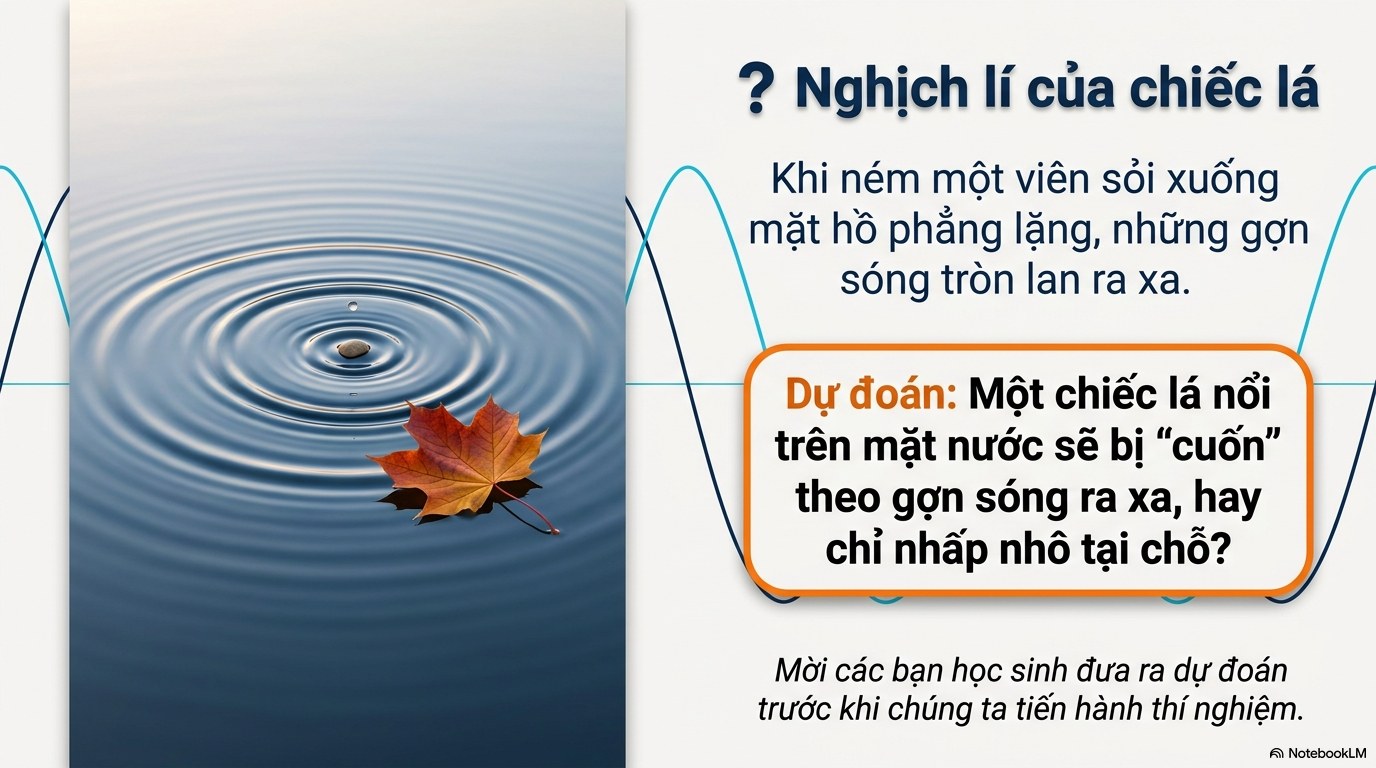 ? Nghịch lí của chiếc lá
Khi ném một viên sỏi xuống
mặt hồ phẳng lặng, những gợn
sóng tròn lan ra xa.
Dự đoán: Một chiếc lá nổi
trên mặt nước sẽ bị “cuốn”
theo gợn sóng ra xa, hay
chỉ nhấp nhô tại chỗ?
Mời các bạn học sinh đưa ra dự đoán
trước khi chúng ta tiến hành thí nghiệm.
NotebookLM